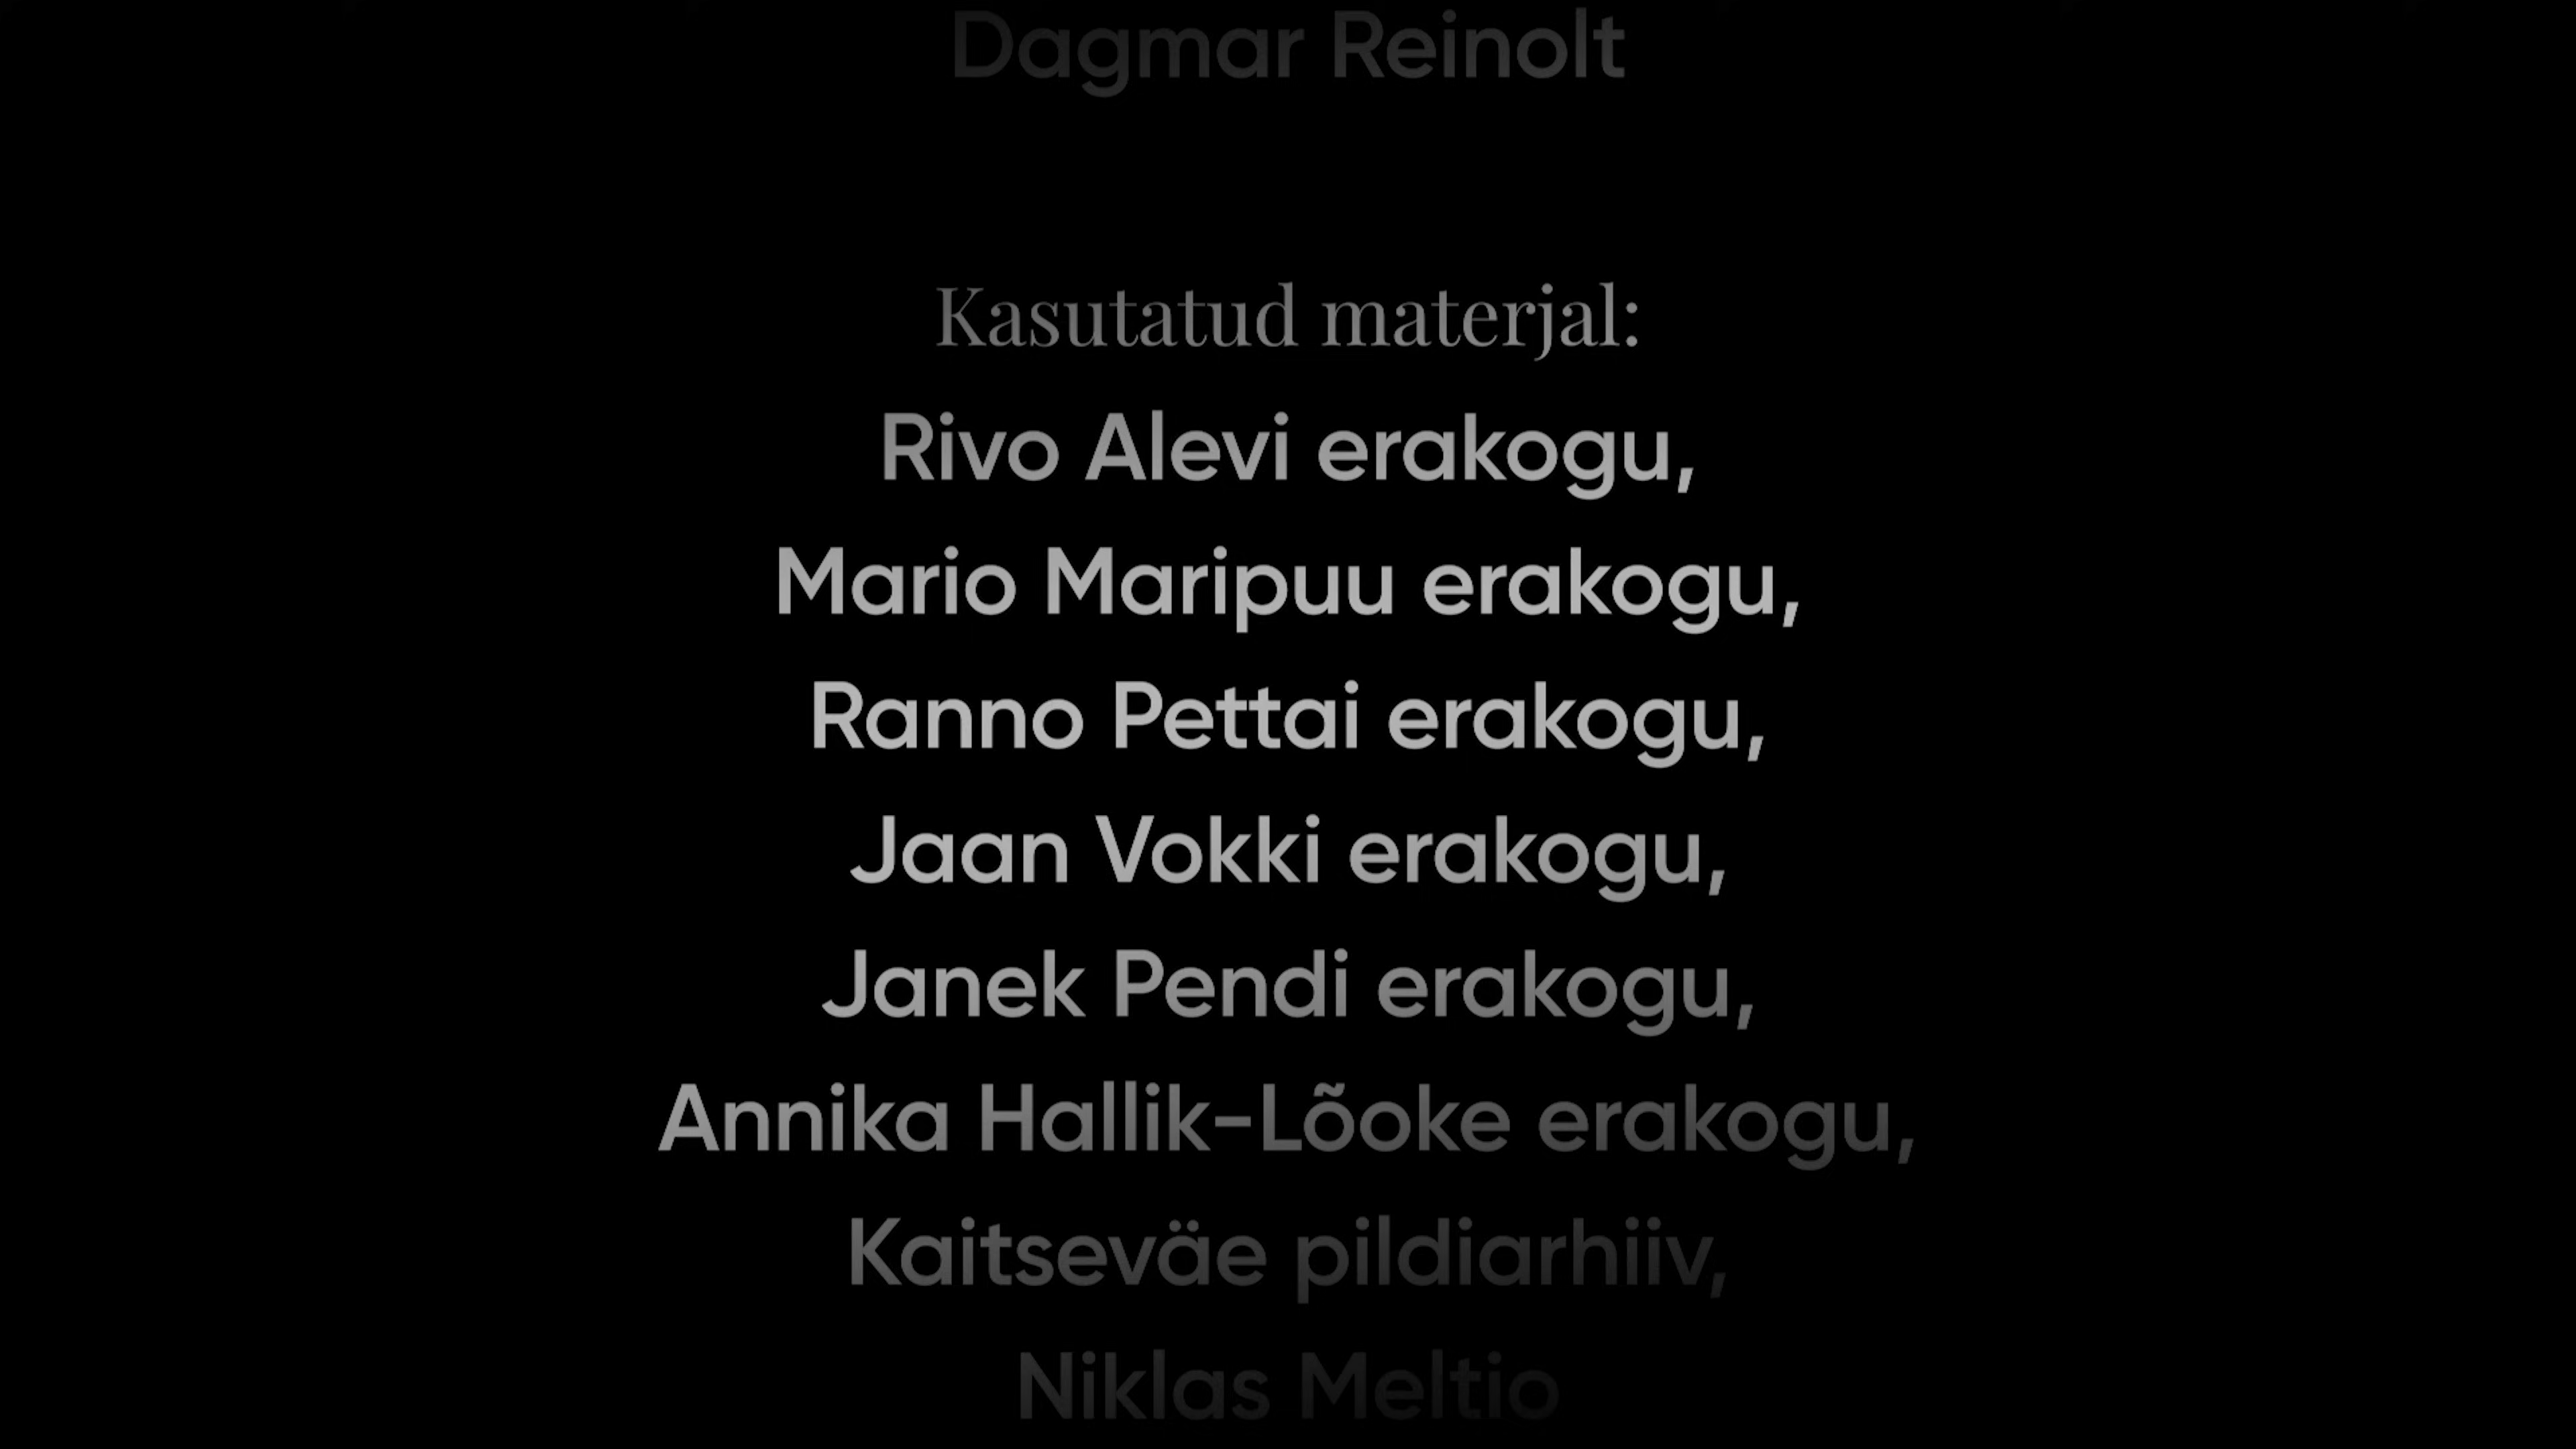 Dagmar Reinolt
Kasutatud materjal:
Rivo Alevi erakogu,
Mario Maripuu erakogu,
Ranno Pettai erakogu,
Jaan Vokki erakogu,
Janek Pendi erakogu,
Annika Hallik-Lõoke erakogu,
Kaitseväe pildiarhiiv,
Niklas Meltio